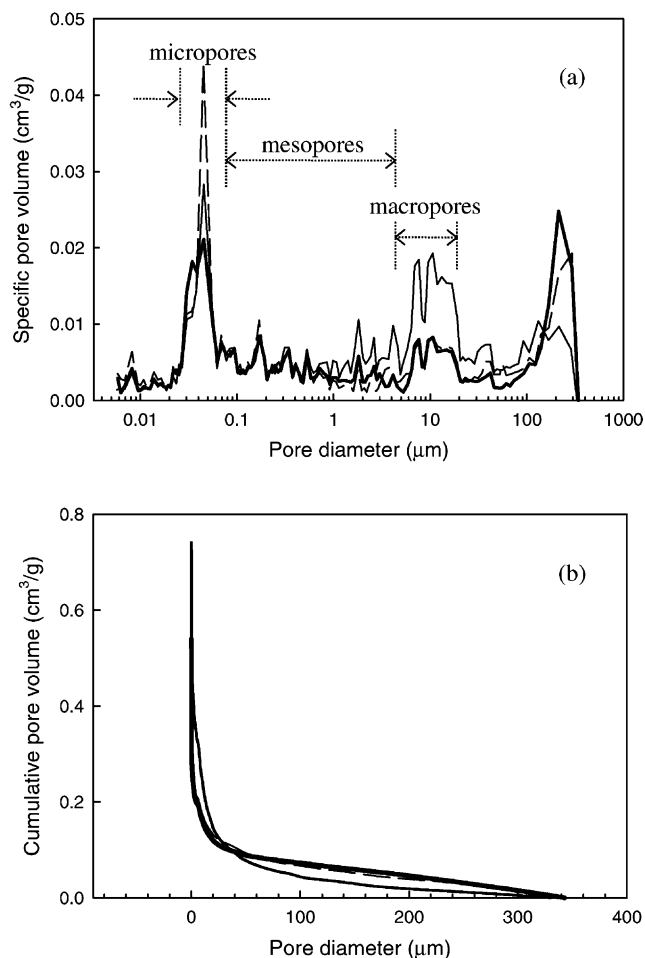 0.05
0.04
0.03
0.02
0.01
0.00
Specific pore volume (cm³/g)
micropores
(a)
mesopores
macropores
0.01 0.1 1 10 100 1000
Pore diameter (μm)
0.8
0.6
0.4
0.2
0.0
Cumulative pore volume (cm³/g)
(b)
0 100 200 300 400
Pore diameter (μm)